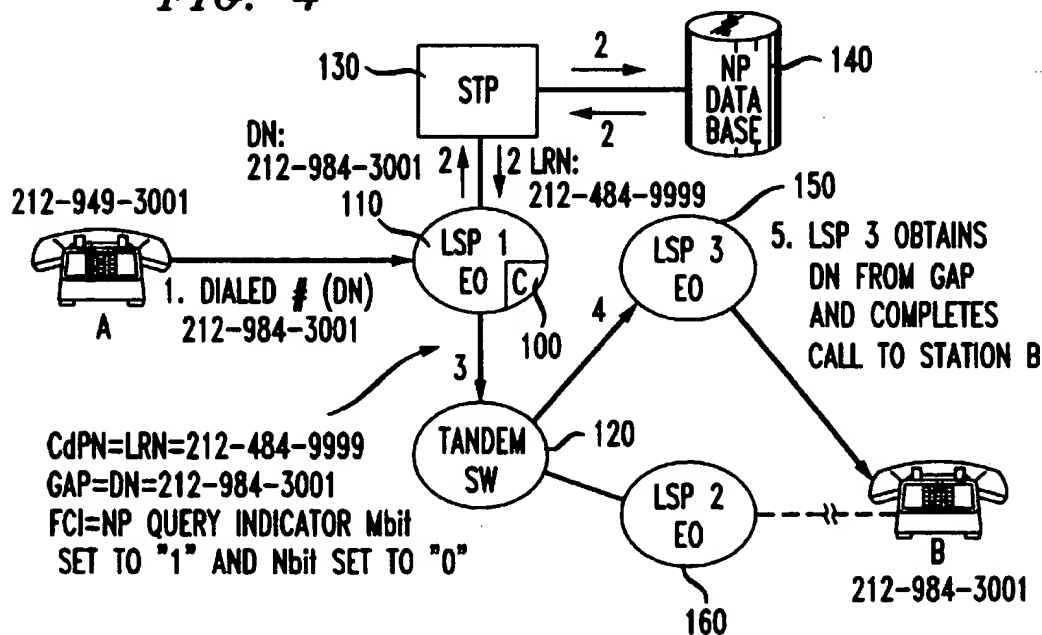 FIG. 4
130
STP
2
2
NP
DATA
BASE
140
DN:
212-984-3001
2
2 LRN:
212-484-9999
212-949-3001
A
1. DIALED # (DN)
212-984-3001
110
LSP 1
EO
C
100
150
LSP 3
EO
5. LSP 3 OBTAINS
DN FROM GAP
AND COMPLETES
CALL TO STATION B
3
4
CdPN=LRN=212-484-9999
GAP=DN=212-984-3001
FCI=NP QUERY INDICATOR Mbit
SET TO "1" AND Nbit SET TO "0"
TANDEM
SW
120
LSP 2
EO
160
B
212-984-3001